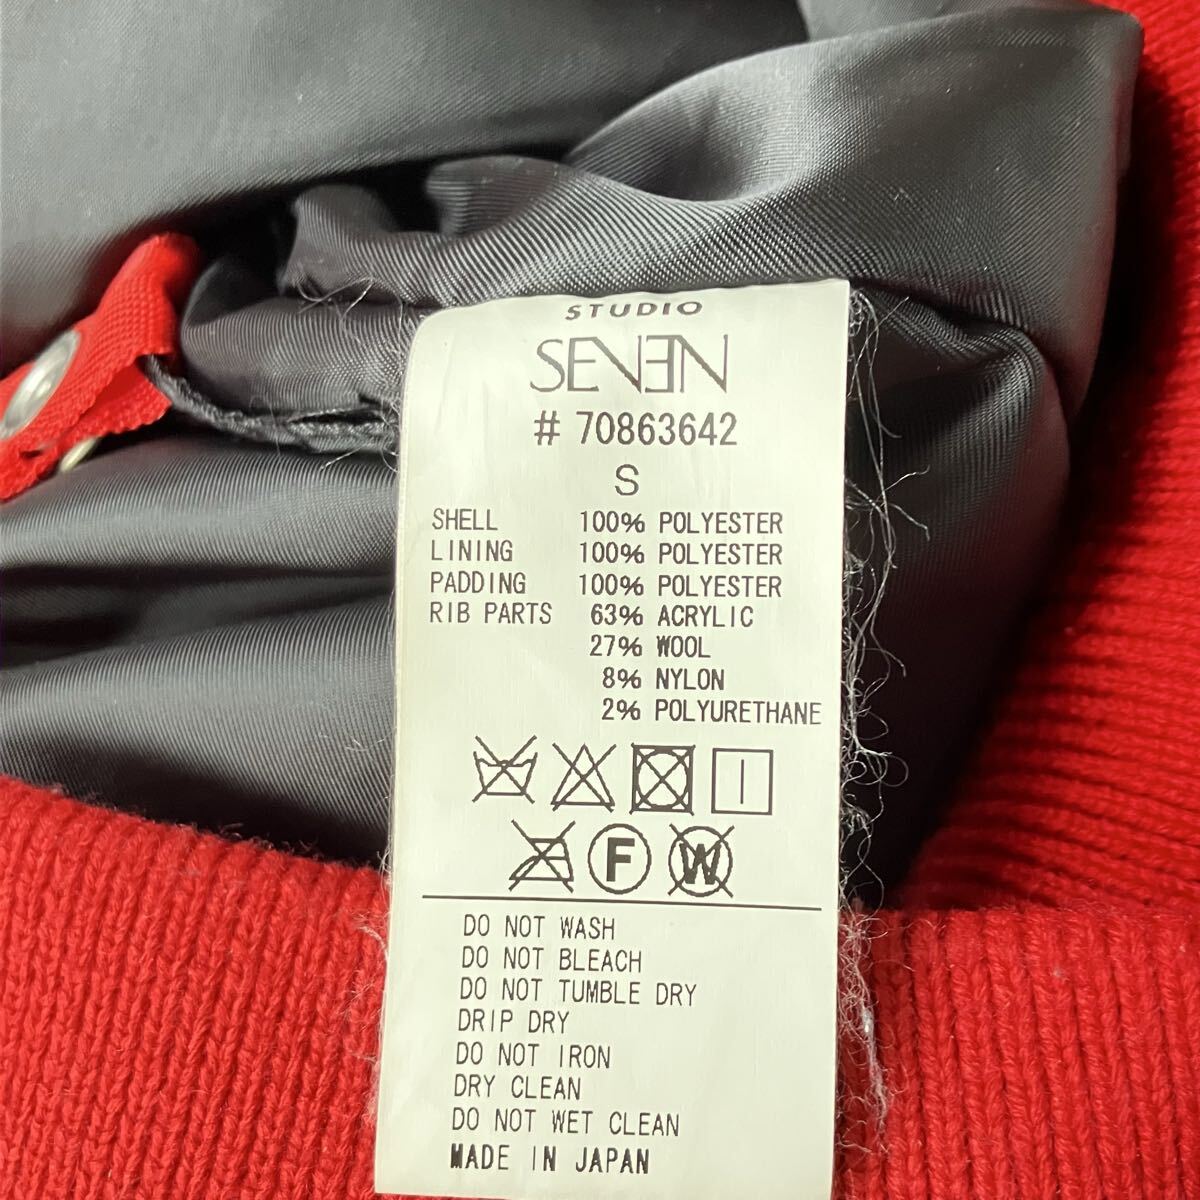 STUDIO
SEVEN
# 70863642
S
SHELL 100% POLYESTER
LINING 100% POLYESTER
PADDING 100% POLYESTER
RIB PARTS 63% ACRYLIC
27% WOOL
8% NYLON
2% POLYURETHANE
F W
DO NOT WASH
DO NOT BLEACH
DO NOT TUMBLE DRY
DRIP DRY
DO NOT IRON
DRY CLEAN
DO NOT WET CLEAN
MADE IN JAPAN